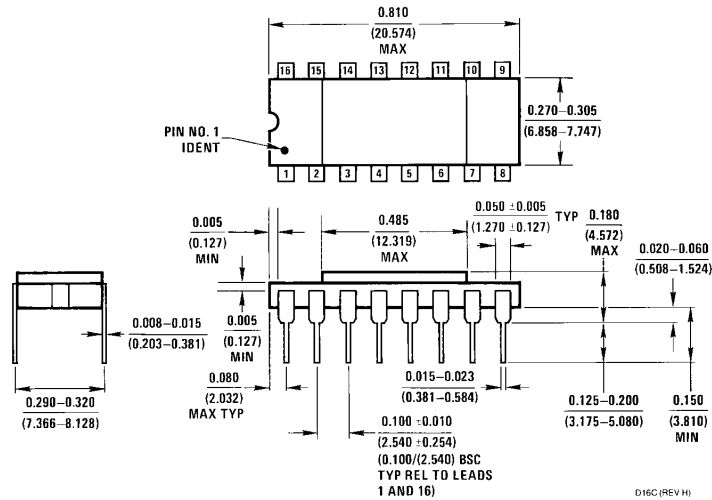 0.810
(20.574)
MAX
16 15 14 13 12 11 10 9
0.270–0.305
(6.858–7.747)
PIN NO. 1
IDENT
1 2 3 4 5 6 7 8
0.005
(0.127)
MIN
0.485
(12.319)
MAX
0.050 ±0.005
(1.270 ±0.127)
TYP
0.180
(4.572)
MAX
0.020–0.060
(0.508–1.524)
0.008–0.015
(0.203–0.381)
0.005
(0.127)
MIN
0.290–0.320
(7.366–8.128)
0.080
(2.032)
MAX TYP
0.100 ±0.010
(2.540 ±0.254)
(0.100/(2.540) BSC
TYP REL TO LEADS
1 AND 16)
0.015–0.023
(0.381–0.584)
0.125–0.200
(3.175–5.080)
0.150
(3.810)
MIN
D16C (REV H)